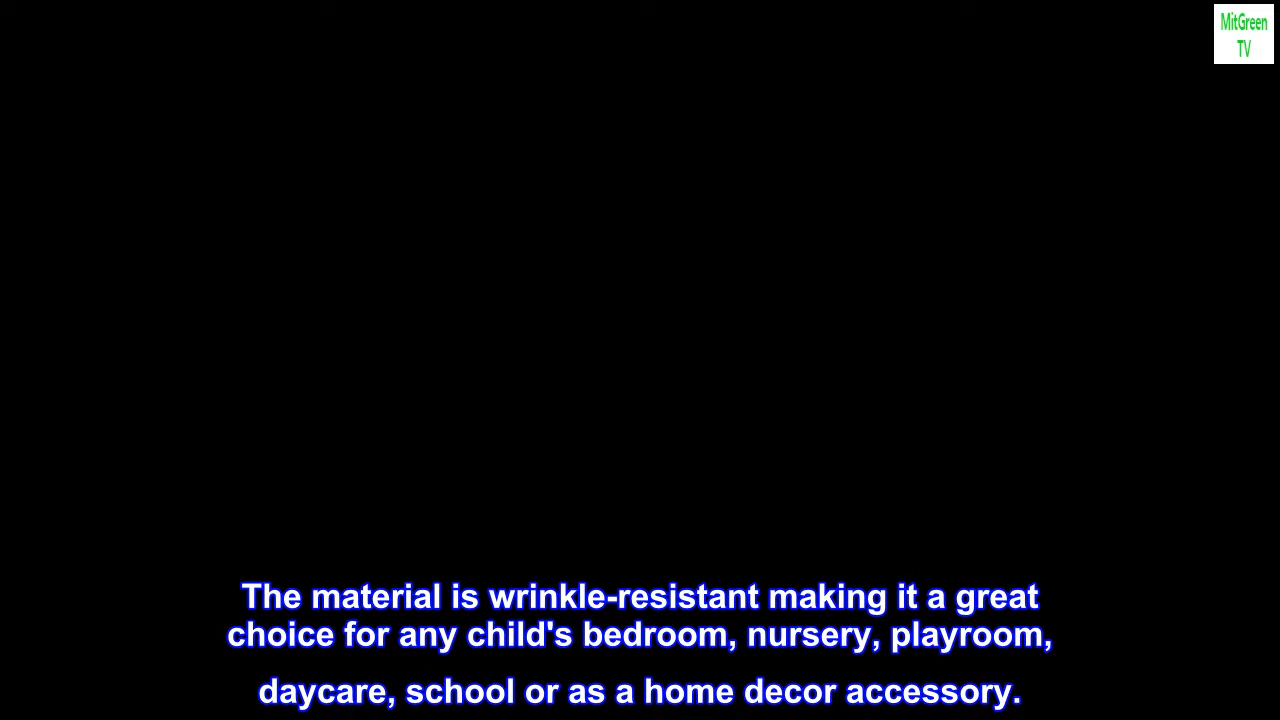 MitGreen
TV
The material is wrinkle-resistant making it a great
choice for any child's bedroom, nursery, playroom,
daycare, school or as a home decor accessory.